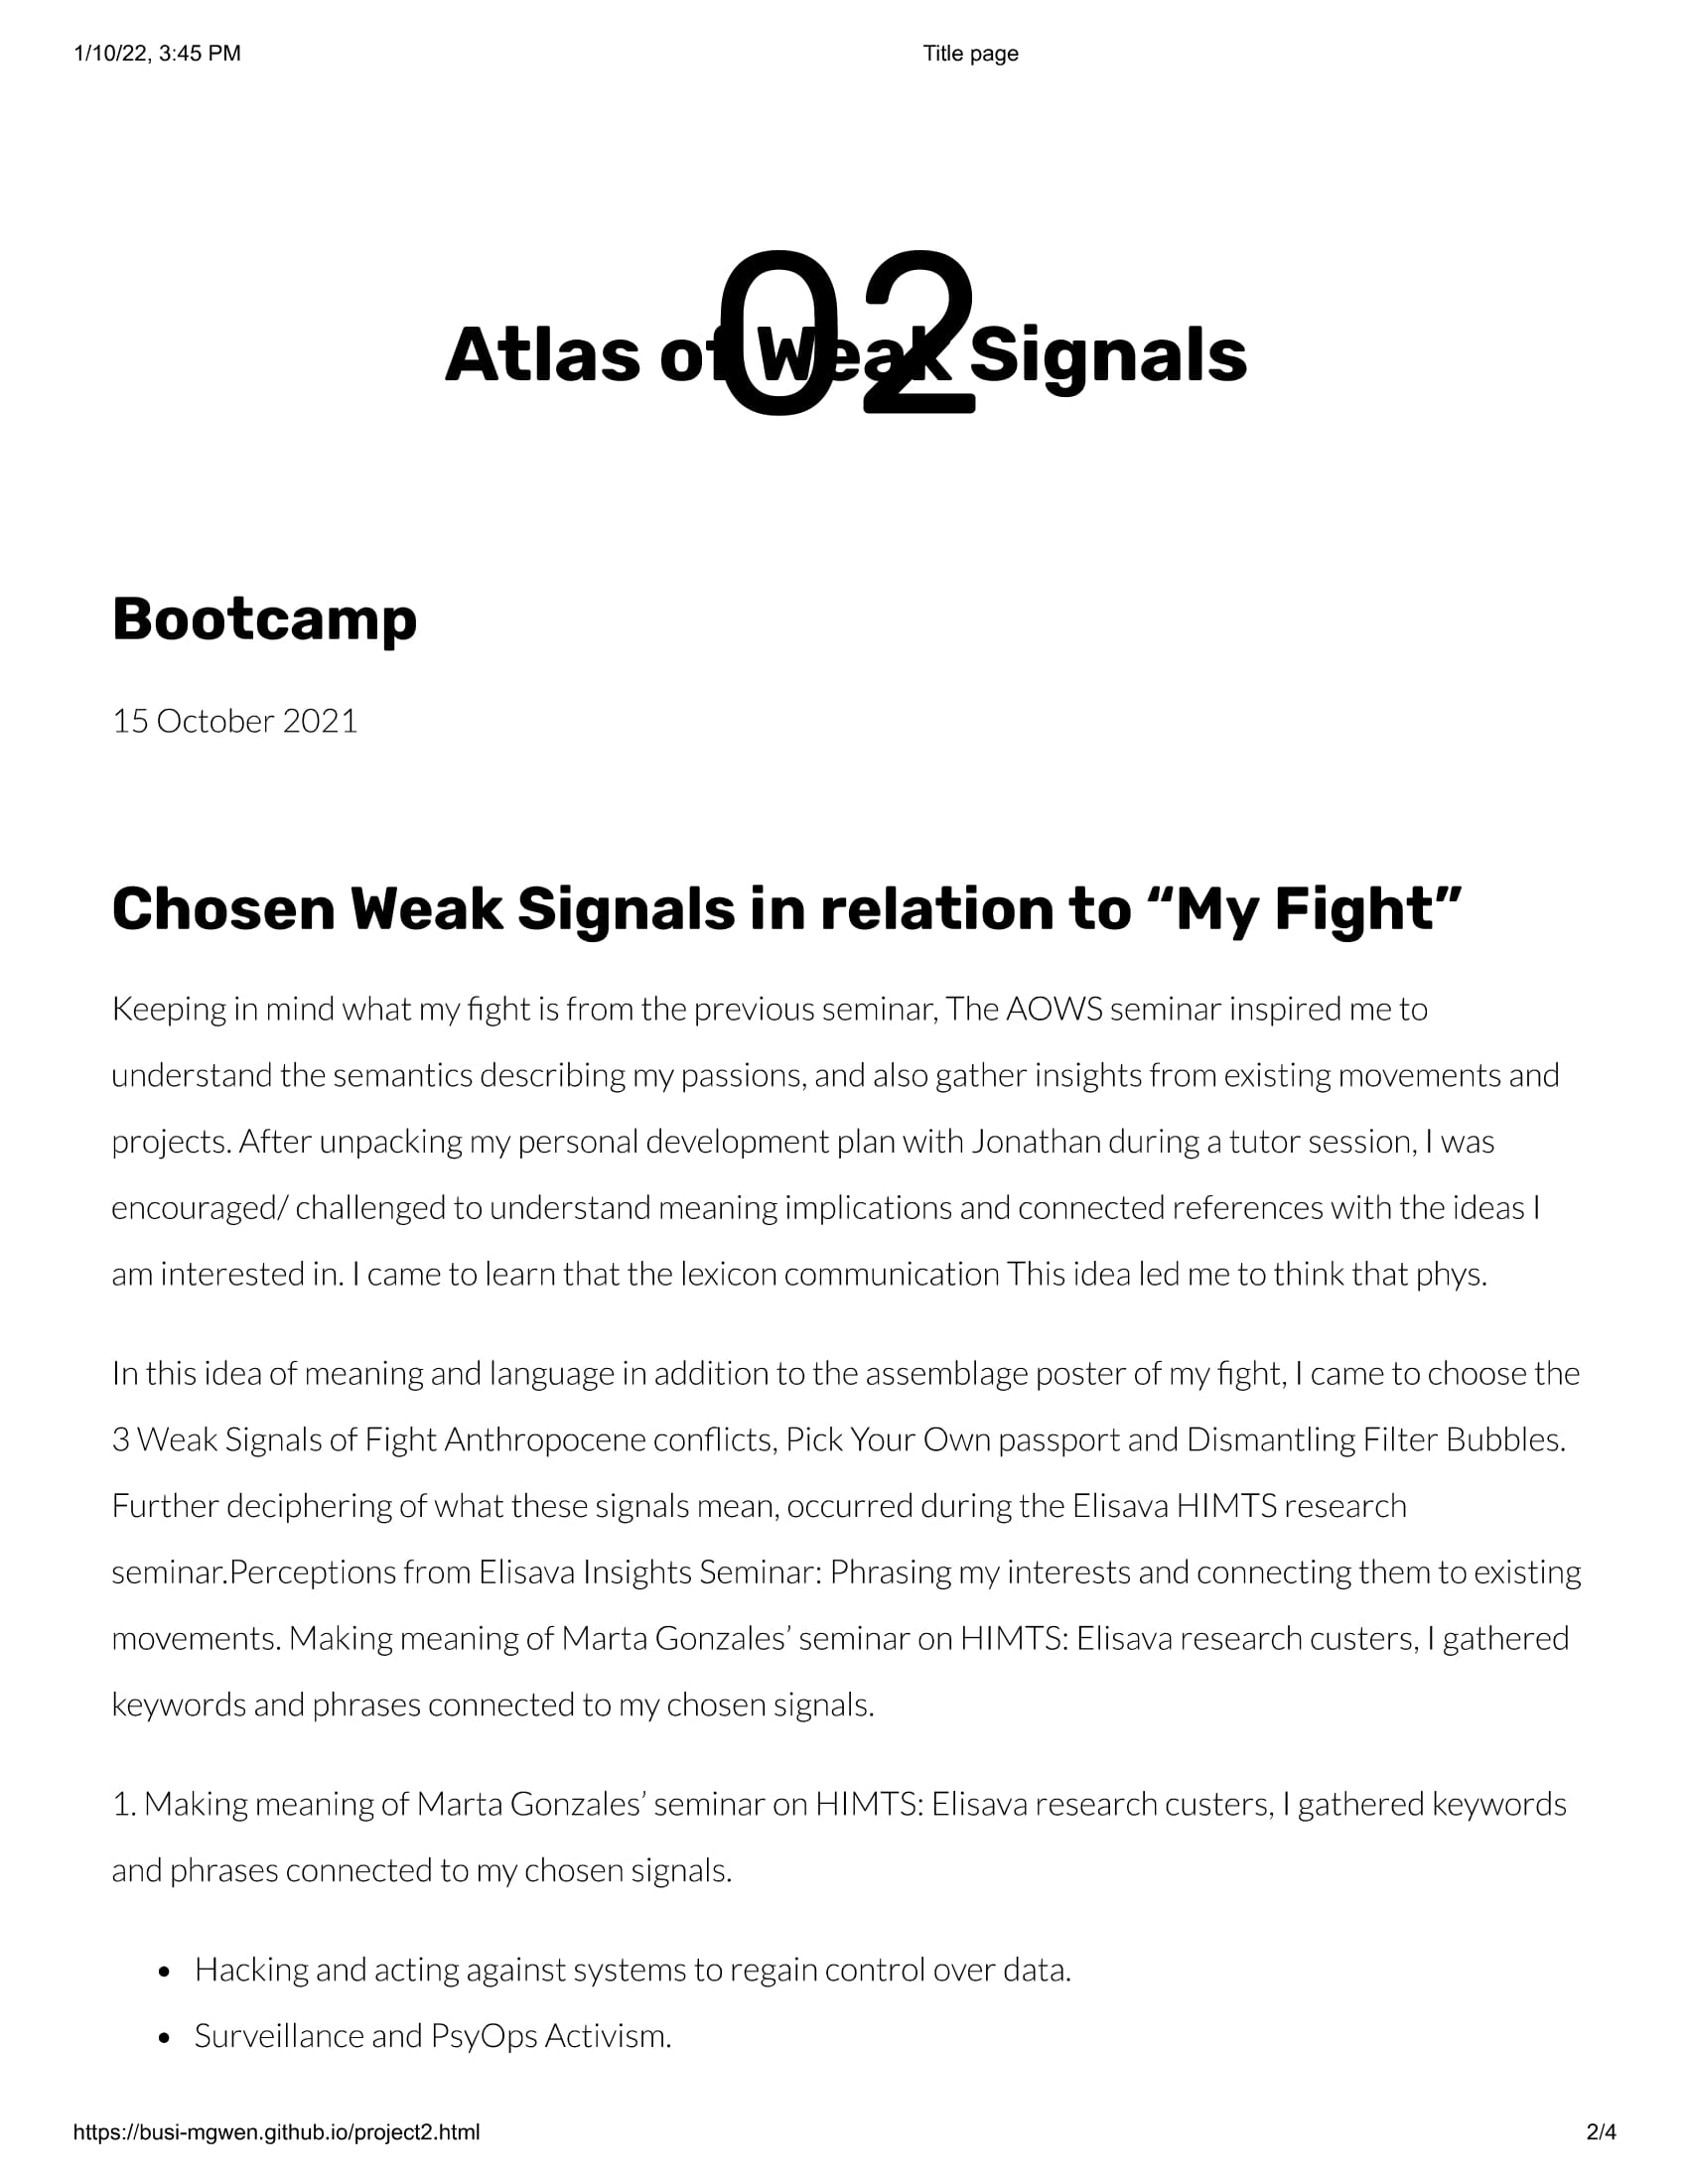 1/10/22, 3:45 PM
Title page
02
Atlas of Weak Signals
Bootcamp
15 October 2021
Chosen Weak Signals in relation to “My Fight”
Keeping in mind what my fight is from the previous seminar, The AOWS seminar inspired me to
understand the semantics describing my passions, and also gather insights from existing movements and
projects. After unpacking my personal development plan with Jonathan during a tutor session, I was
encouraged/ challenged to understand meaning implications and connected references with the ideas I
am interested in. I came to learn that the lexicon communication This idea led me to think that phys.
In this idea of meaning and language in addition to the assemblage poster of my fight, I came to choose the
3 Weak Signals of Fight Anthropocene conflicts, Pick Your Own passport and Dismantling Filter Bubbles.
Further deciphering of what these signals mean, occurred during the Elisava HIMTS research
seminar.Perceptions from Elisava Insights Seminar: Phrasing my interests and connecting them to existing
movements. Making meaning of Marta Gonzales’ seminar on HIMTS: Elisava research custers, I gathered
keywords and phrases connected to my chosen signals.
1. Making meaning of Marta Gonzales’ seminar on HIMTS: Elisava research custers, I gathered keywords
and phrases connected to my chosen signals.
• Hacking and acting against systems to regain control over data.
• Surveillance and PsyOps Activism.
https://busi-mgwen.github.io/project2.html
2/4